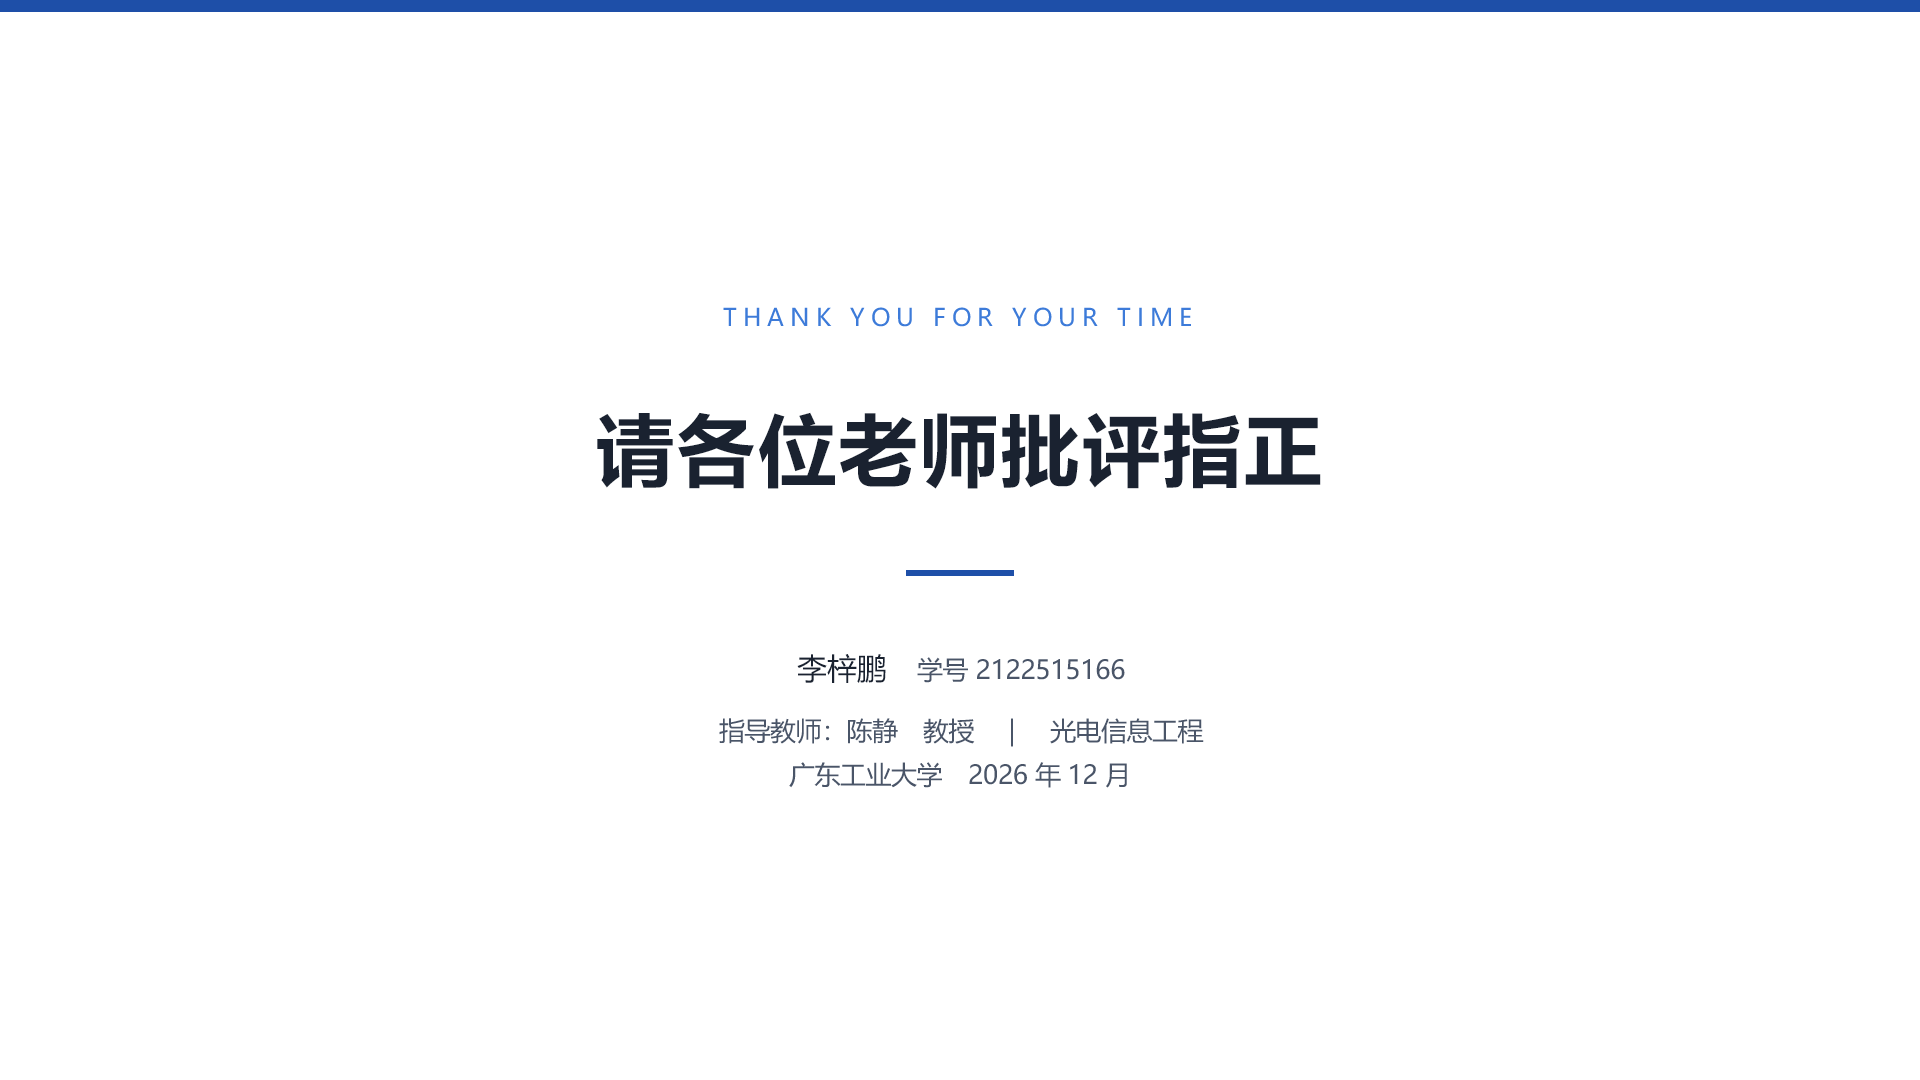 THANK YOU FOR YOUR TIME
请各位老师批评指正
李梓鹏　学号 2122515166
指导教师：陈静　教授　｜　光电信息工程
广东工业大学　2026 年 12 月